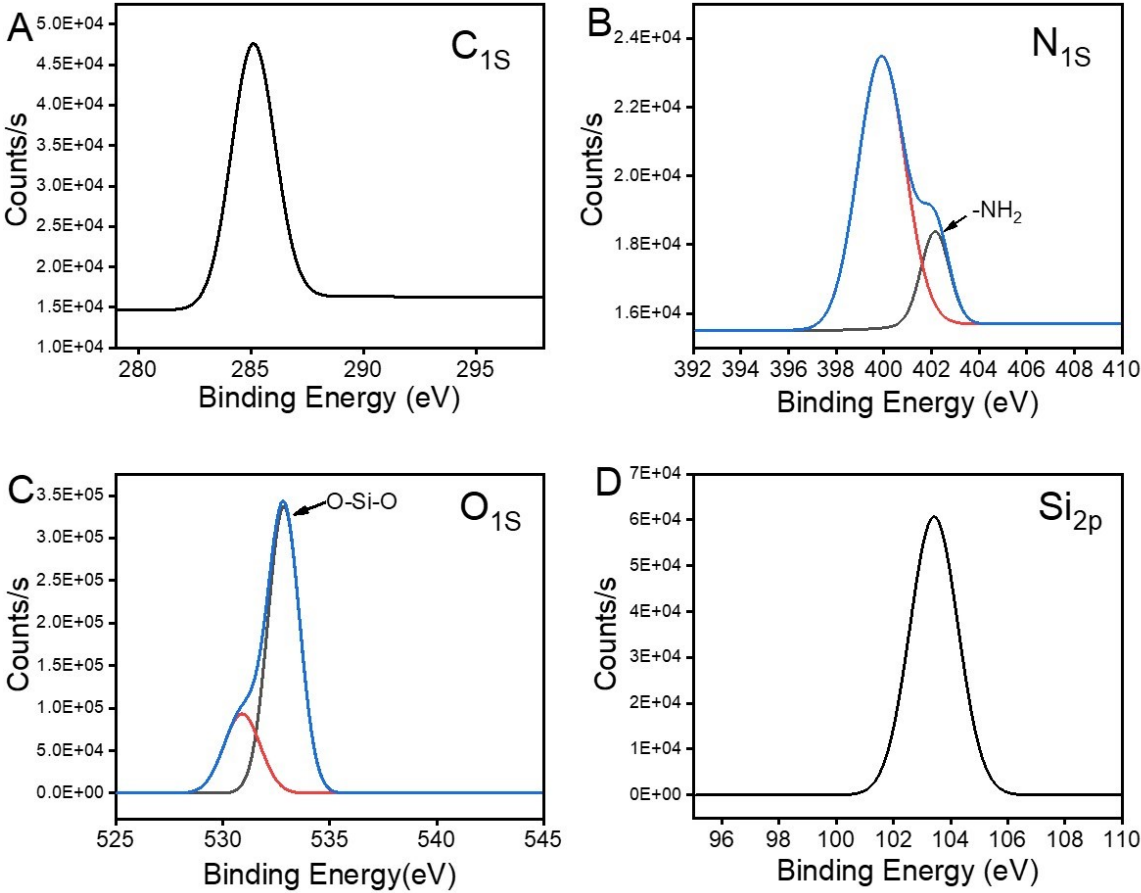 A
C1S
5.0E+04
4.5E+04
4.0E+04
3.5E+04
3.0E+04
2.5E+04
2.0E+04
1.5E+04
1.0E+04
Counts/s
280 285 290 295
Binding Energy (eV)
B
N1S
2.4E+04
2.2E+04
2.0E+04
1.8E+04
1.6E+04
Counts/s
-NH2
392 394 396 398 400 402 404 406 408 410
Binding Energy (eV)
C
O1S
O-Si-O
3.5E+05
3.0E+05
2.5E+05
2.0E+05
1.5E+05
1.0E+05
5.0E+04
0.0E+00
Counts/s
525 530 535 540 545
Binding Energy(eV)
D
Si2p
7E+04
6E+04
5E+04
4E+04
3E+04
2E+04
1E+04
0E+00
Counts/s
96 98 100 102 104 106 108 110
Binding Energy (eV)